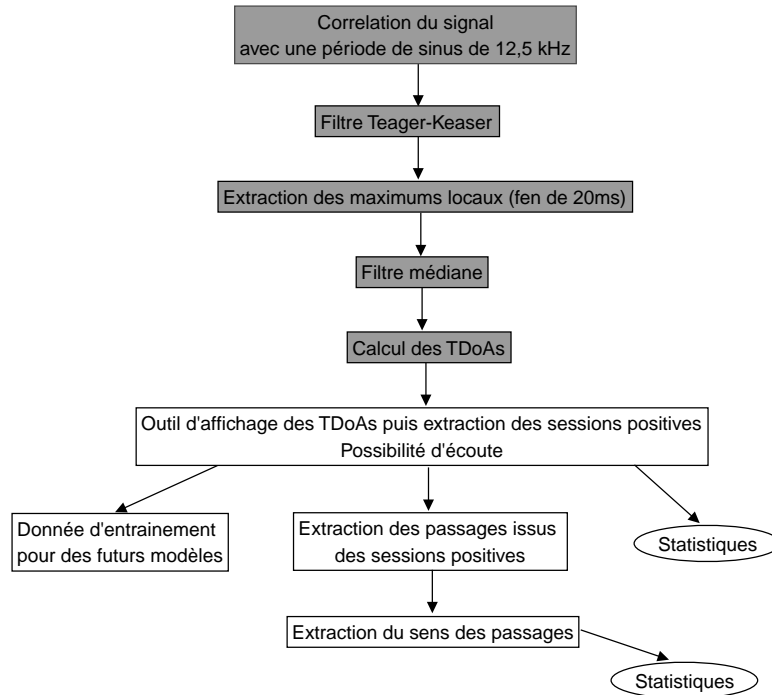 Correlation du signal
avec une période de sinus de 12,5 kHz
Filtre Teager-Keaser
Extraction des maximums locaux (fen de 20ms)
Filtre médiane
Calcul des TDoAs
Outil d'affichage des TDoAs puis extraction des sessions positives
Possibilité d'écoute
Donnée d'entrainement
pour des futurs modèles
Extraction des passages issus
des sessions positives
Statistiques
Extraction du sens des passages
Statistiques